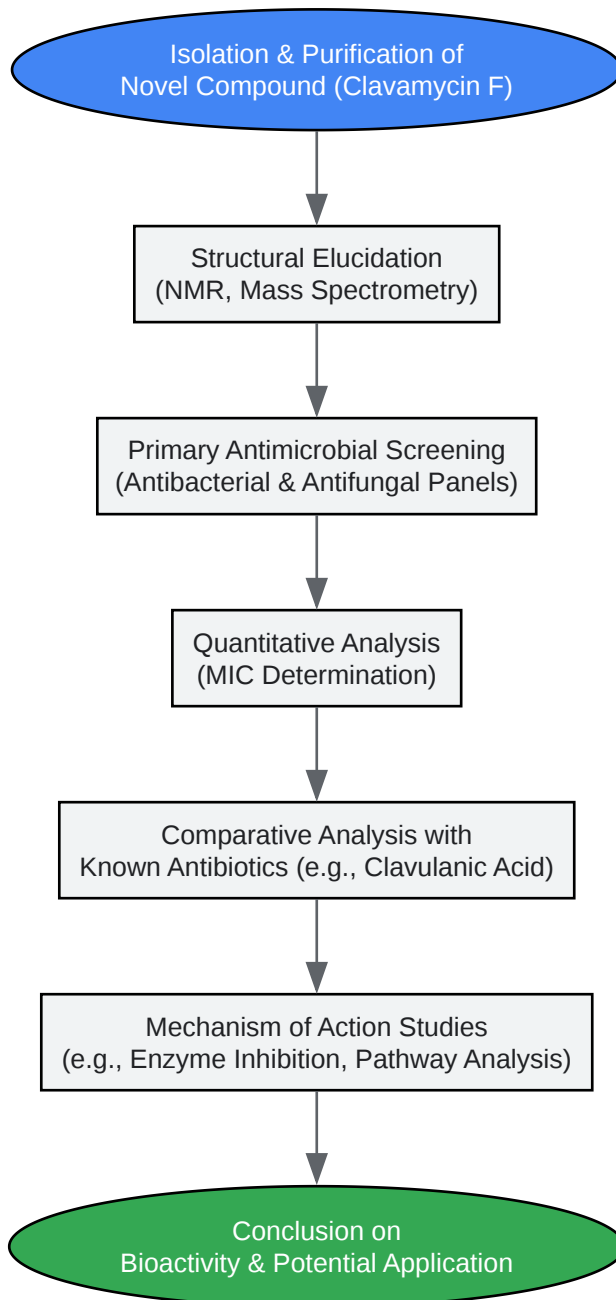 Isolation & Purification of
Novel Compound (Clavamycin F)
Structural Elucidation
(NMR, Mass Spectrometry)
Primary Antimicrobial Screening
(Antibacterial & Antifungal Panels)
Quantitative Analysis
(MIC Determination)
Comparative Analysis with
Known Antibiotics (e.g., Clavulanic Acid)
Mechanism of Action Studies
(e.g., Enzyme Inhibition, Pathway Analysis)
Conclusion on
Bioactivity & Potential Application